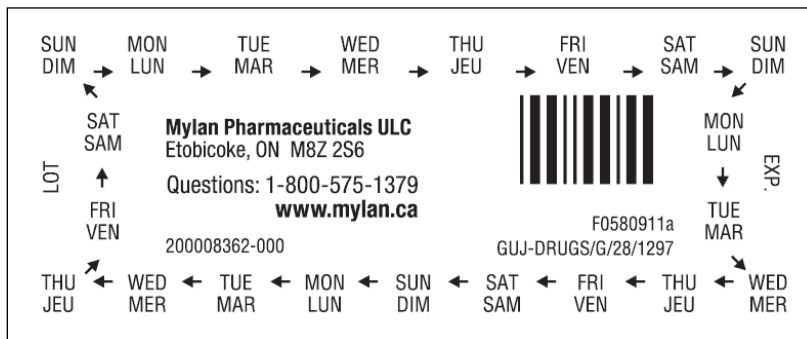 SUN MON TUE WED THU FRI SAT SUN
DIM LUN MAR MER JEU VEN SAM DIM
SAT
SAM
FRI
VEN
LOT
Mylan Pharmaceuticals ULC
Etobicoke, ON M8Z 2S6
Questions: 1-800-575-1379
www.mylan.ca
200008362-000
F0580911a
GUJ-DRUGS/G/28/1297
MON
LUN
TUE
MAR
EXP.
THU WED TUE MON SUN SAT FRI THU WED
JEU MER MAR LUN DIM SAM VEN JEU MER